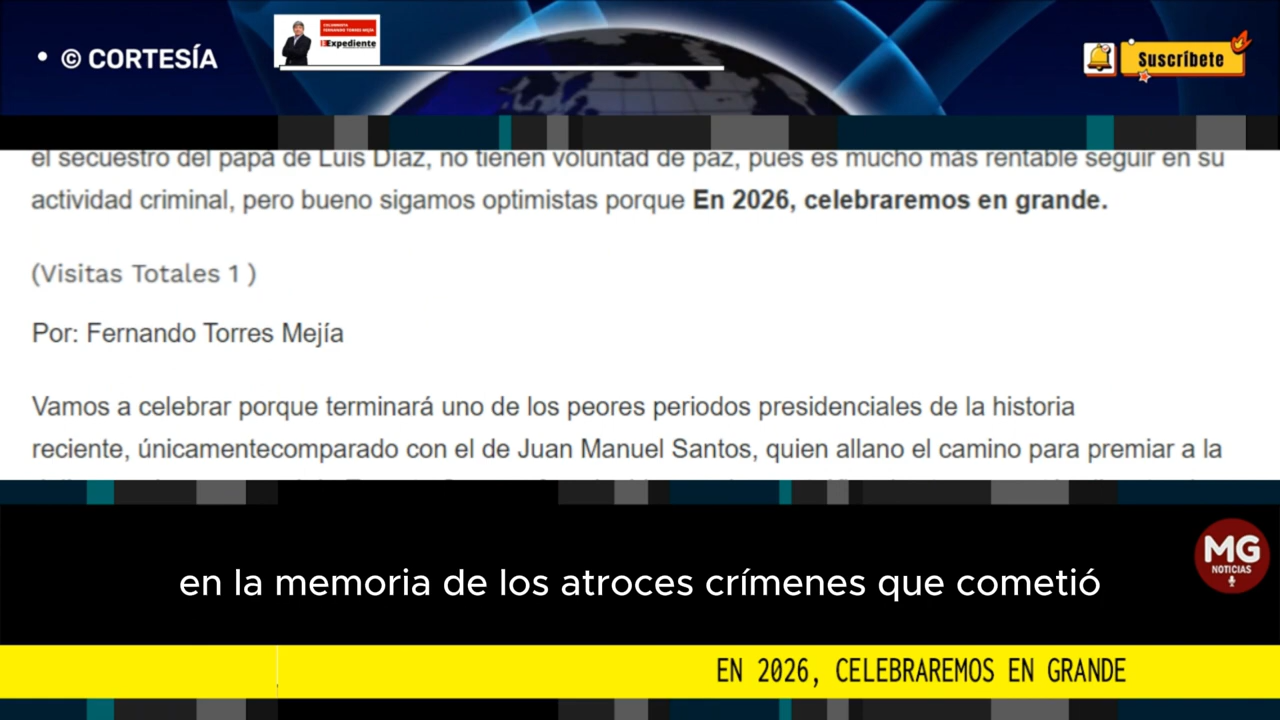 • © CORTESÍA
COLUMNISTA
FERNANDO TORRES MEJÍA
Expediente
Suscríbete
el secuestro del papá de Luis Díaz, no tienen voluntad de paz, pues es mucho más rentable seguir en su
actividad criminal, pero bueno sigamos optimistas porque En 2026, celebraremos en grande.
(Visitas Totales 1 )
Por: Fernando Torres Mejía
Vamos a celebrar porque terminará uno de los peores periodos presidenciales de la historia
reciente, únicamentecomparado con el de Juan Manuel Santos, quien allano el camino para premiar a la
en la memoria de los atroces crímenes que cometió
MG
NOTICIAS
EN 2026, CELEBRAREMOS EN GRANDE